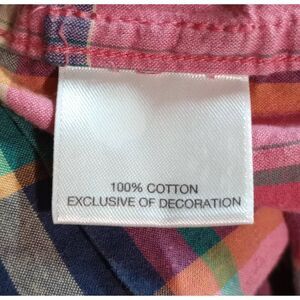 100% COTTON
EXCLUSIVE OF DECORATION